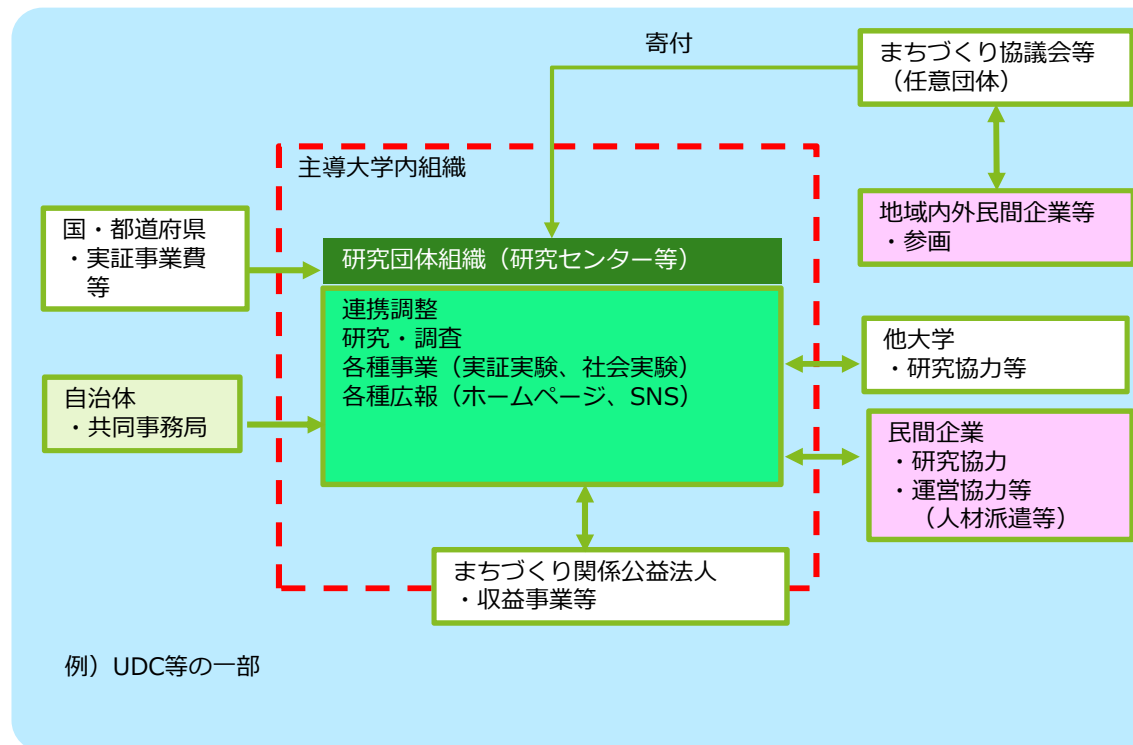 寄付
まちづくり協議会等
（任意団体）
主導大学内組織
国・都道府県
・実証事業費
等
地域内外民間企業等
・参画
研究団体組織（研究センター等）
連携調整
研究・調査
各種事業（実証実験、社会実験）
各種広報（ホームページ、SNS）
他大学
・研究協力等
自治体
・共同事務局
民間企業
・研究協力
・運営協力等
（人材派遣等）
まちづくり関係公益法人
・収益事業等
例）UDC等の一部